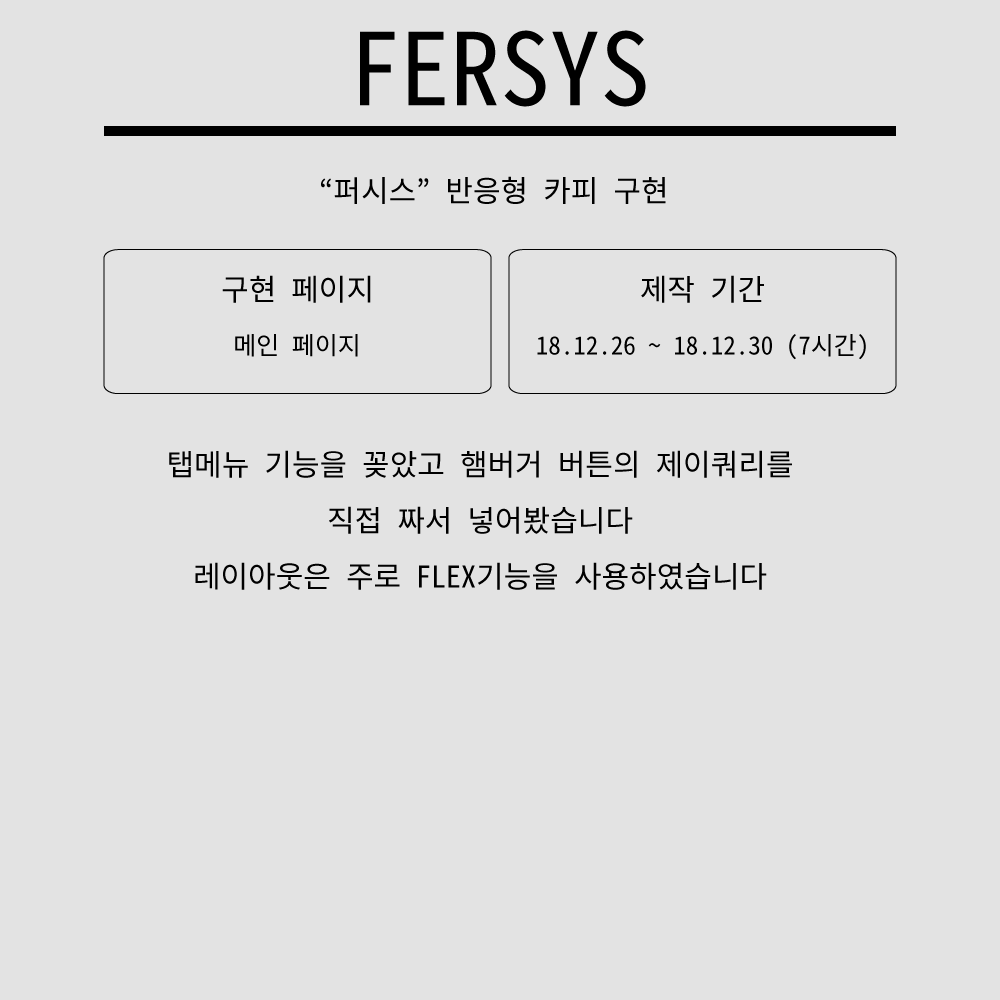 FERSYS
“퍼시스” 반응형 카피 구현
구현 페이지
메인 페이지
제작 기간
18.12.26 ~ 18.12.30 (7시간)
탭메뉴 기능을 꽂았고 햄버거 버튼의 제이쿼리를
직접 짜서 넣어봤습니다
레이아웃은 주로 FLEX기능을 사용하였습니다